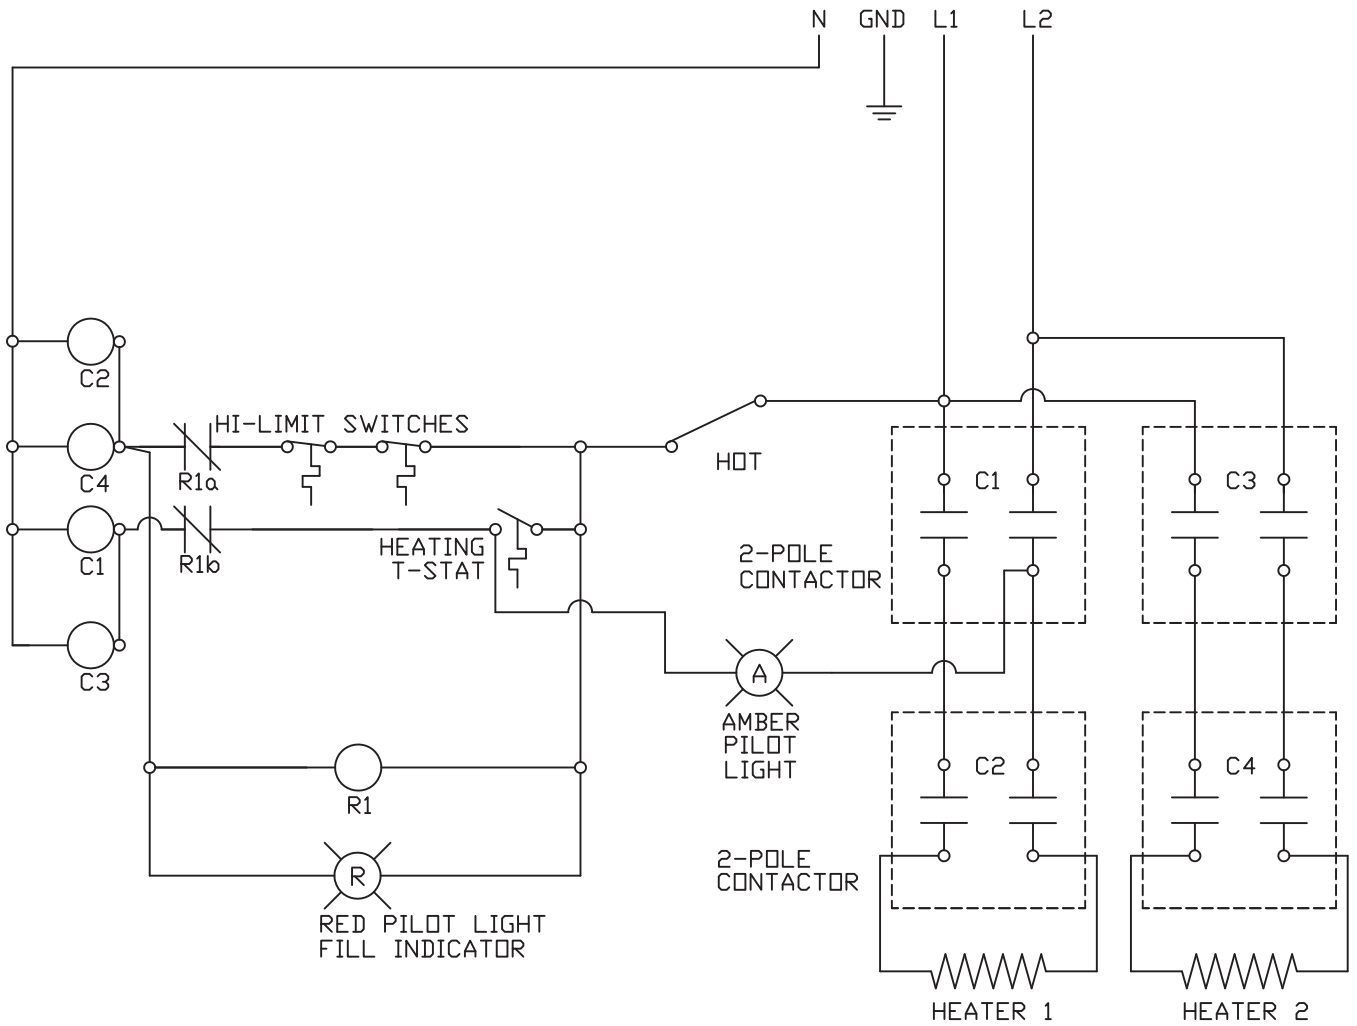 N GND L1 L2
C2
HI-LIMIT SWITCHES
C4
R1a
HOT
C1
C3
HEATING
T-STAT
C1
R1b
2-POLE
CONTACTOR
C3
A
AMBER
PILOT
LIGHT
C2
C4
R1
R
RED PILOT LIGHT
FILL INDICATOR
2-POLE
CONTACTOR
HEATER 1
HEATER 2